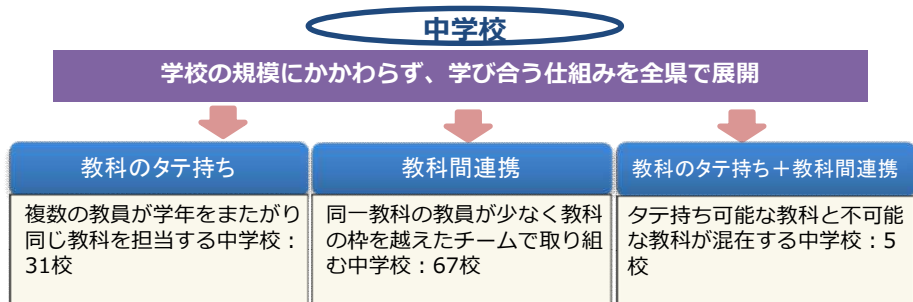 中学校
学校の規模にかかわらず、学び合う仕組みを全県で展開
教科のタテ持ち
複数の教員が学年をまたがり
同じ教科を担当する中学校：
31校
教科間連携
同一教科の教員が少なく教科
の枠を越えたチームで取り組
む中学校：67校
教科のタテ持ち＋教科間連携
タテ持ち可能な教科と不可能
な教科が混在する中学校：5
校